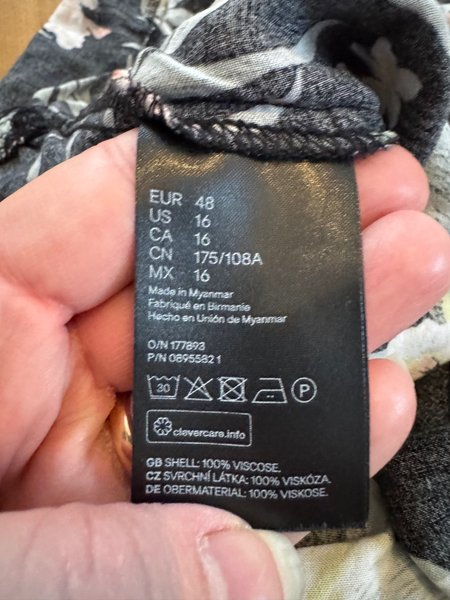 EUR 48
US 16
CA 16
CN 175/108A
MX 16
Made in Myanmar
Fabriqué en Birmanie
Hecho en Unión de Myanmar
O/N 177893
P/N 0895582 1
30
P
clevercare.info
GB SHELL: 100% VISCOSE.
CZ SVRCHNÍ LÁTKA: 100% VISKÓZA.
DE OBERMATERIAL: 100% VISKOSE.